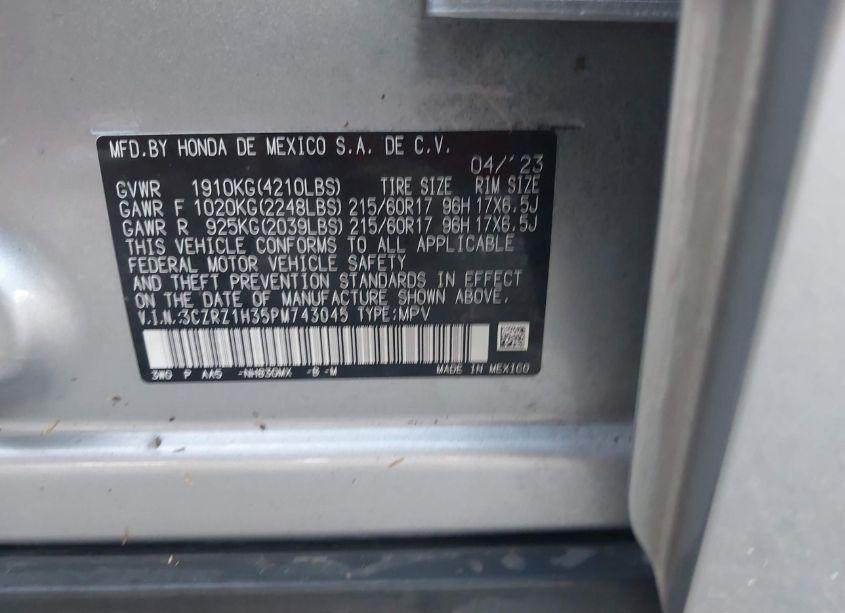 MFD.BY HONDA DE MEXICO S.A. DE C.V.
04/'23
GVWR 1910KG(4210LBS) TIRE SIZE RIM SIZE
GAWR F 1020KG(2248LBS) 215/60R17 96H 17X6.5J
GAWR R 925KG(2039LBS) 215/60R17 96H 17X6.5J
THIS VEHICLE CONFORMS TO ALL APPLICABLE
FEDERAL MOTOR VEHICLE SAFETY
AND THEFT PREVENTION STANDARDS IN EFFECT
ON THE DATE OF MANUFACTURE SHOWN ABOVE.
V.I.N.:3CZRZ1H35PM743045 TYPE:MPV
3W0 P AA5 -NH830MX -B -M MADE IN MEXICO